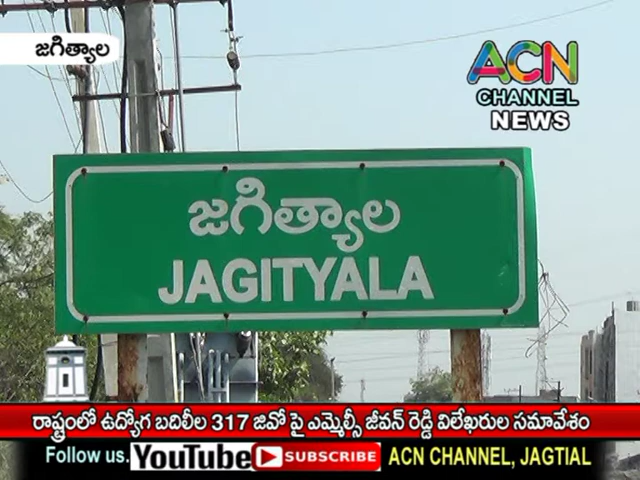 జగిత్యాల
ACN
CHANNEL
NEWS
జగిత్యాల
JAGITYALA
రాష్ట్రంలో ఉద్యోగ బదిలీల 317 జివో పై ఎమ్మెల్సీ జీవన్ రెడ్డి విలేఖరుల సమావేశం
Follow us. YouTube SUBSCRIBE ACN CHANNEL, JAGTIAL